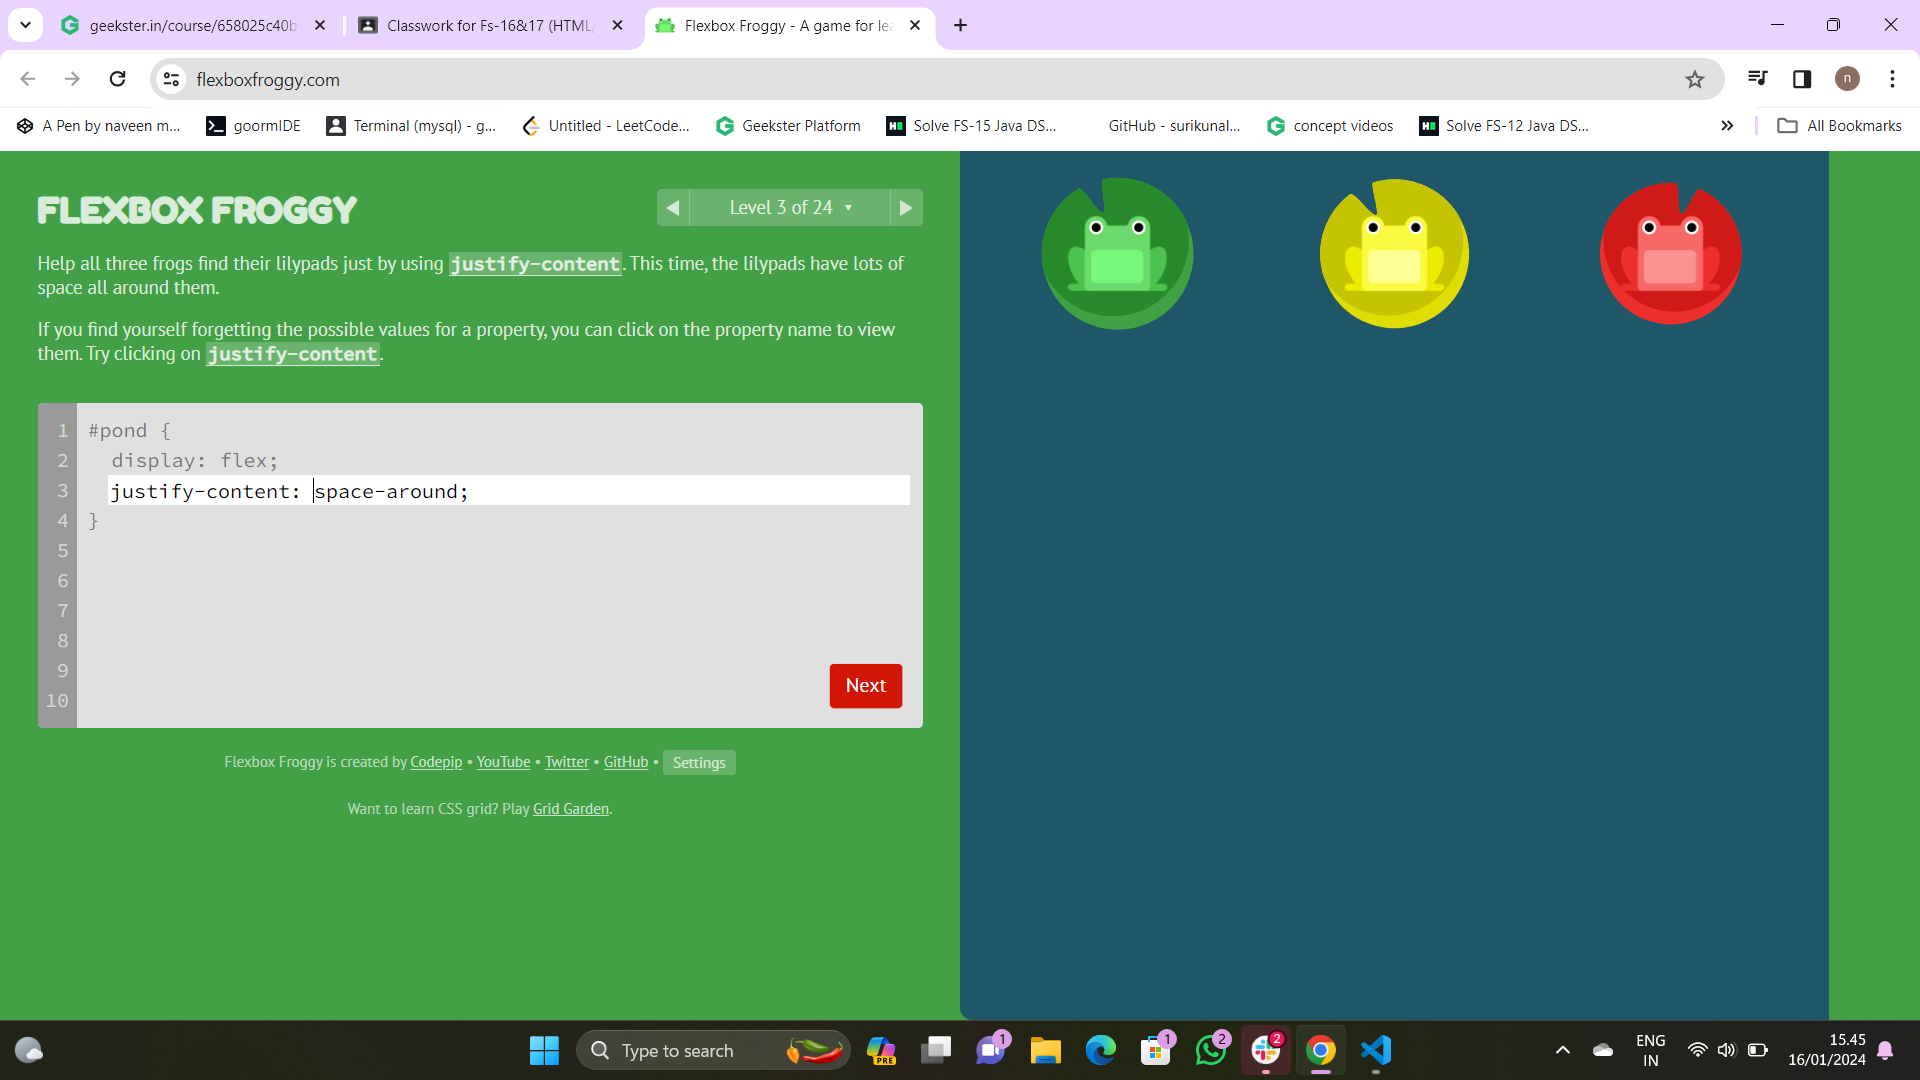 geekster.in/course/658025c40b
Classwork for Fs-16&17 (HTML/
Flexbox Froggy - A game for lea
flexboxfroggy.com
n
A Pen by naveen m...
goormIDE
Terminal (mysql) - g...
Untitled - LeetCode...
Geekster Platform
Solve FS-15 Java DS...
GitHub - surikunal...
concept videos
Solve FS-12 Java DS...
All Bookmarks
FLEXBOX FROGGY
Level 3 of 24
Help all three frogs find their lilypads just by using justify-content. This time, the lilypads have lots of
space all around them.
If you find yourself forgetting the possible values for a property, you can click on the property name to view
them. Try clicking on justify-content.
1 #pond {
2 display: flex;
3 justify-content: space-around;
4 }
5
6
7
8
9
10
Next
Flexbox Froggy is created by Codepip • YouTube • Twitter • GitHub • Settings
Want to learn CSS grid? Play Grid Garden.
Type to search
PRE
1
1
2
2
ENG
IN
15.45
16/01/2024